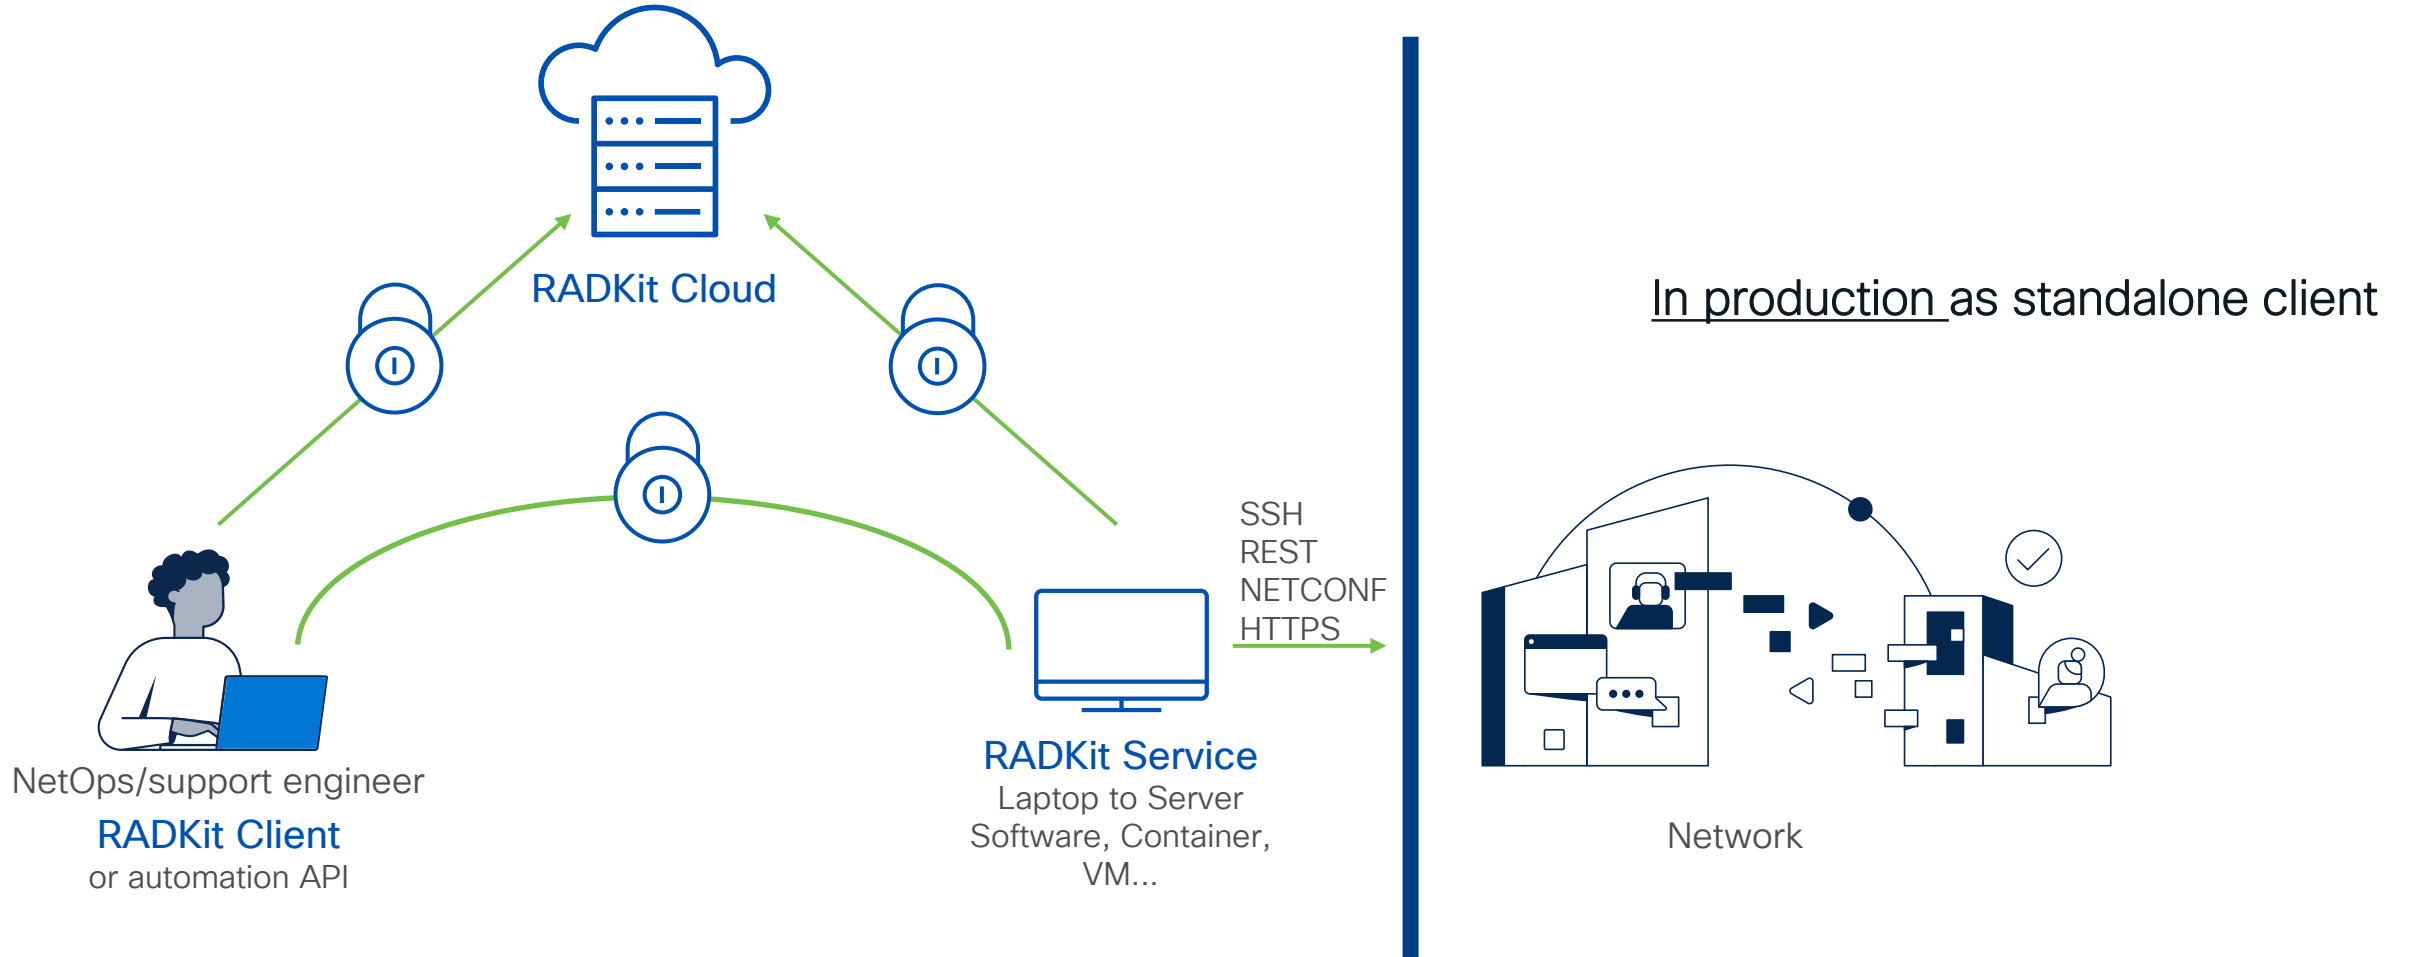 RADKit Cloud
In production as standalone client
SSH
REST
NETCONF
HTTPS
RADKit Service
Laptop to Server
Software, Container,
VM...
NetOps/support engineer
RADKit Client
or automation API
Network